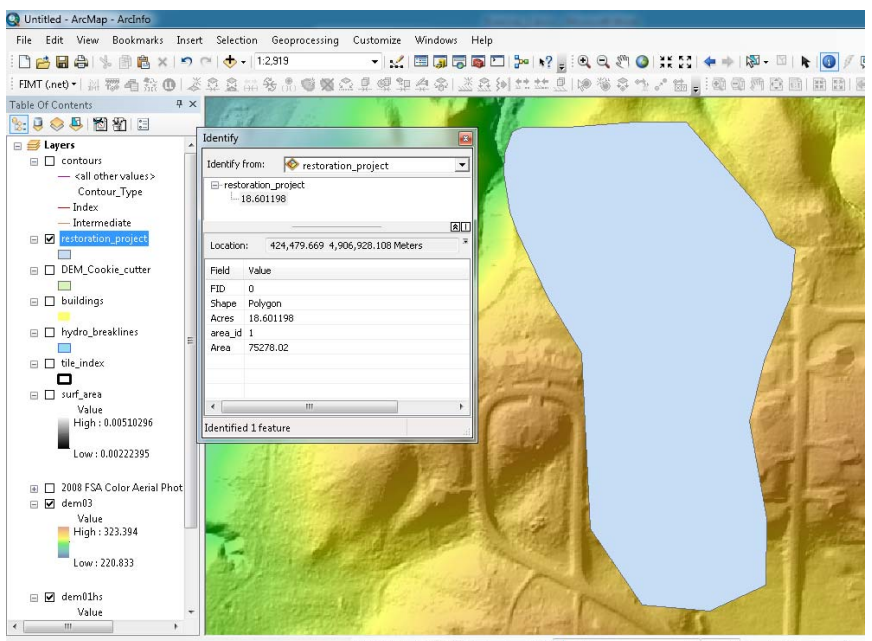 Untitled - ArcMap - ArcInfo
File Edit View Bookmarks Insert Selection Geoprocessing Customize Windows Help
1:2,919
FIMT (.net)
Table Of Contents
Layers
contours
<all other values>
Contour_Type
Index
Intermediate
restoration_project
DEM_Cookie_cutter
buildings
hydro_breaklines
tile_index
surf_area
Value
High : 0.00510296
Low : 0.00222395
2008 FSA Color Aerial Phot
dem03
Value
High : 323.394
Low : 220.833
dem01hs
Value
Identify
Identify from: restoration_project
restoration_project
18.601198
Location: 424,479.669 4,906,928.108 Meters
Field Value
FID 0
Shape Polygon
Acres 18.601198
area_id 1
Area 75278.02
Identified 1 feature